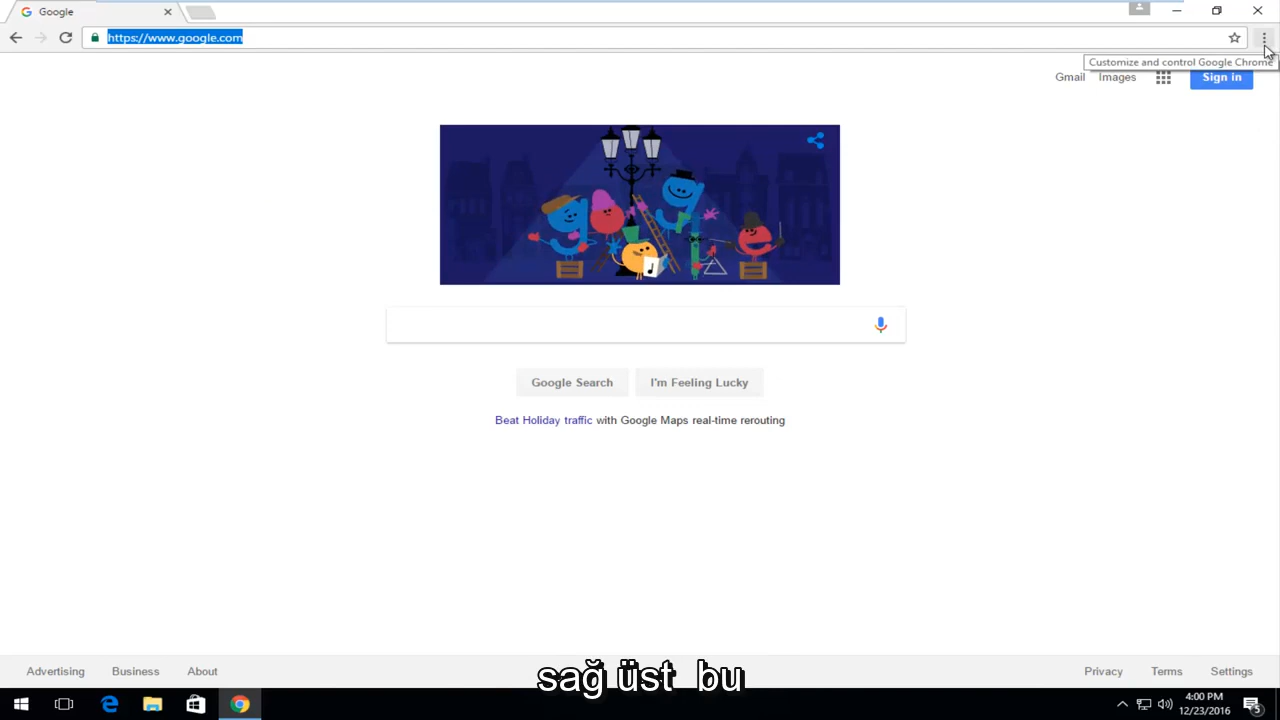 Google
https://www.google.com
Customize and control Google Chrome
Gmail Images Sign in
Google Search I'm Feeling Lucky
Beat Holiday traffic with Google Maps real-time rerouting
Advertising Business About Privacy Terms Settings
sağ üst bu
4:00 PM
12/23/2016
5